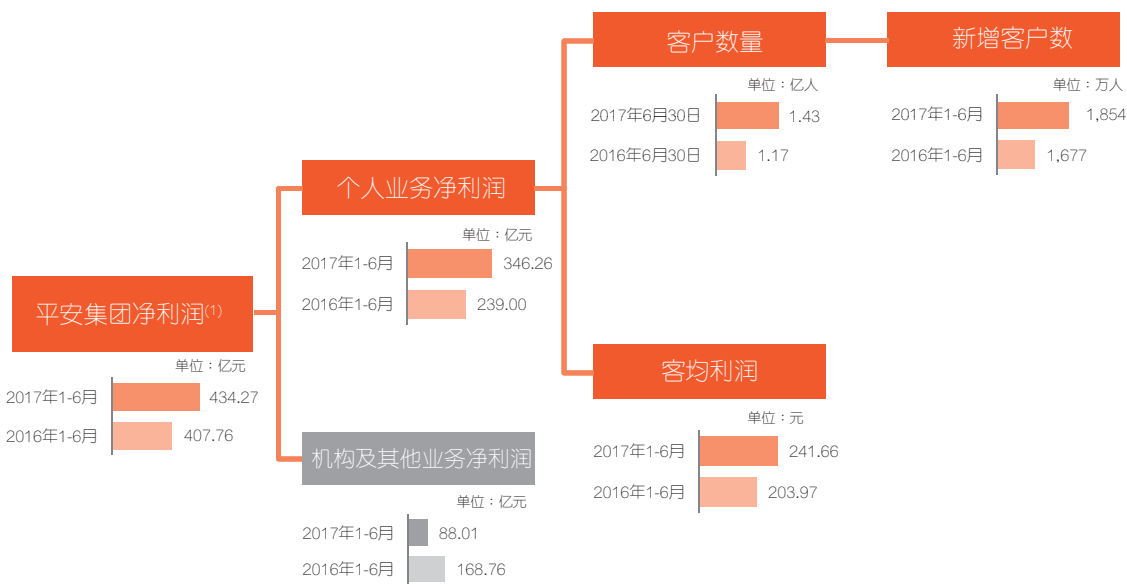 平安集团净利润(1)
单位：亿元
2017年1-6月 434.27
2016年1-6月 407.76
个人业务净利润
单位：亿元
2017年1-6月 346.26
2016年1-6月 239.00
机构及其他业务净利润
单位：亿元
2017年1-6月 88.01
2016年1-6月 168.76
客户数量
单位：亿人
2017年6月30日 1.43
2016年6月30日 1.17
新增客户数
单位：万人
2017年1-6月 1,854
2016年1-6月 1,677
客均利润
单位：元
2017年1-6月 241.66
2016年1-6月 203.97